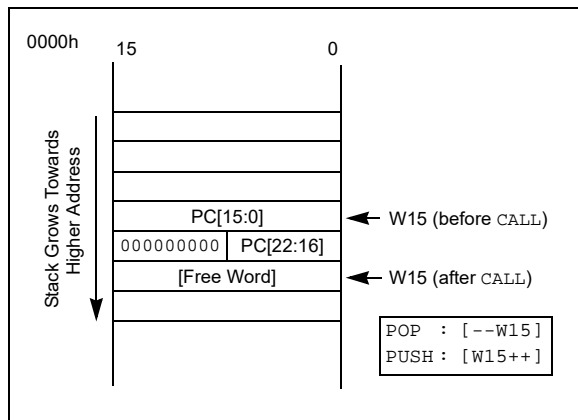 0000h
15 0
Stack Grows Towards
Higher Address
PC[15:0]
W15 (before CALL)
000000000 PC[22:16]
[Free Word]
W15 (after CALL)
POP : [--W15]
PUSH : [W15++]